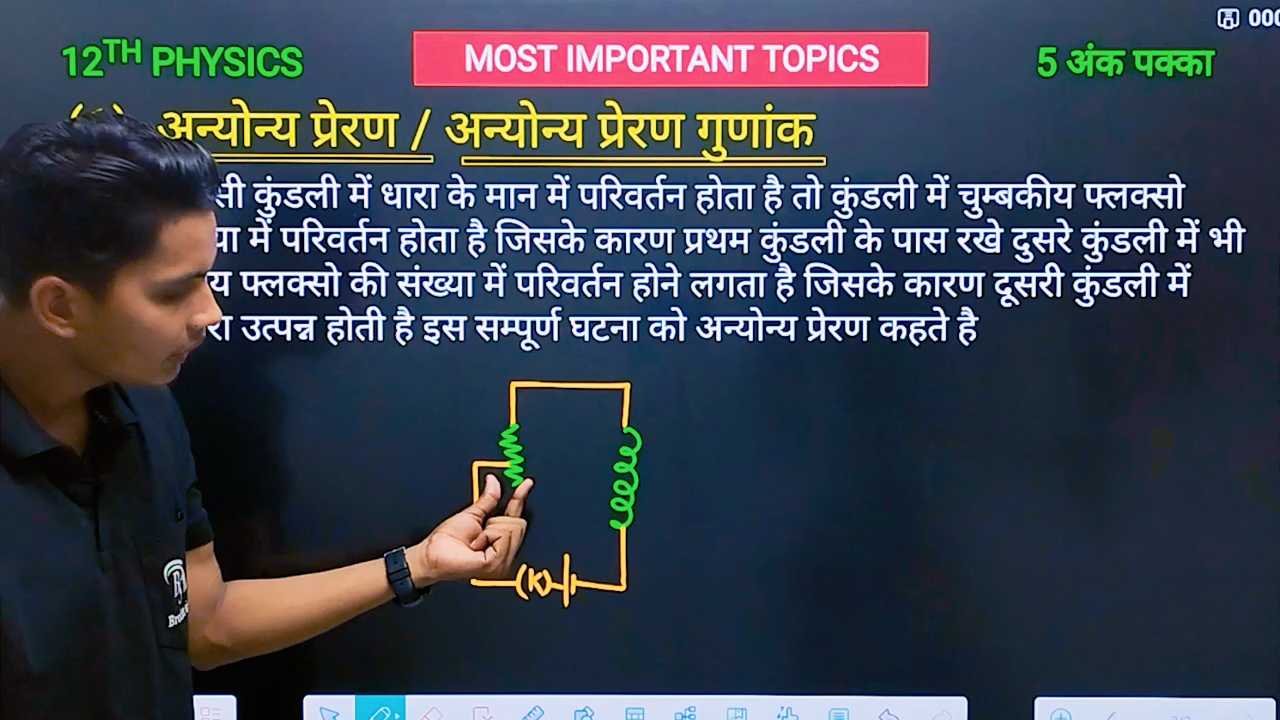 000
12TH PHYSICS
MOST IMPORTANT TOPICS
5 अंक पक्का
अन्योन्य प्रेरण / अन्योन्य प्रेरण गुणांक
कुंडली में धारा के मान में परिवर्तन होता है तो कुंडली में चुम्बकीय फ्लक्सो
में परिवर्तन होता है जिसके कारण प्रथम कुंडली के पास रखे दुसरे कुंडली में भी
फ्लक्सो की संख्या में परिवर्तन होने लगता है जिसके कारण दूसरी कुंडली में
उत्पन्न होती है इस सम्पूर्ण घटना को अन्योन्य प्रेरण कहते है
K